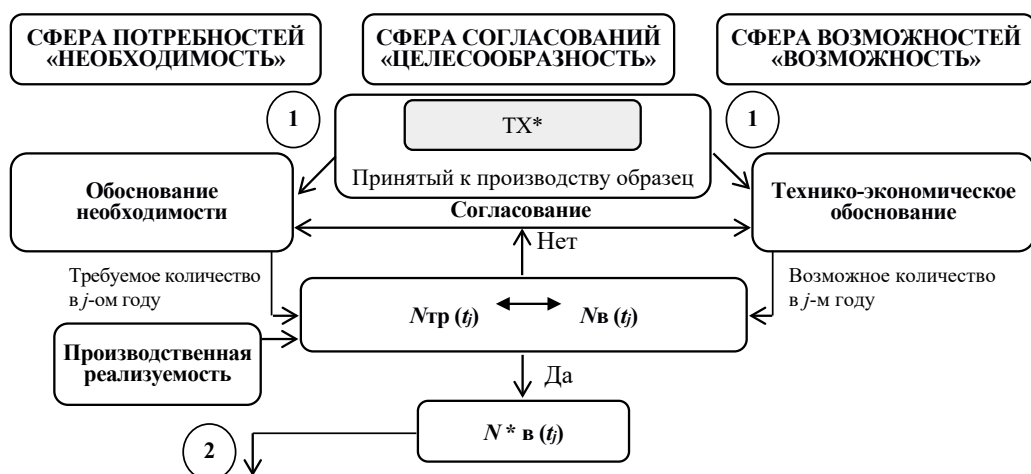 СФЕРА ПОТРЕБНОСТЕЙ
«НЕОБХОДИМОСТЬ»
СФЕРА СОГЛАСОВАНИЙ
«ЦЕЛЕСООБРАЗНОСТЬ»
СФЕРА ВОЗМОЖНОСТЕЙ
«ВОЗМОЖНОСТЬ»
1
ТХ*
1
Принятый к производству образец
Обоснование
необходимости
Технико-экономическое
обоснование
Согласование
Нет
Требуемое количество
в j-ом году
Возможное количество
в j-м году
Nтр (tj)
Nв (tj)
Производственная
реализуемость
Да
N * в (tj)
2